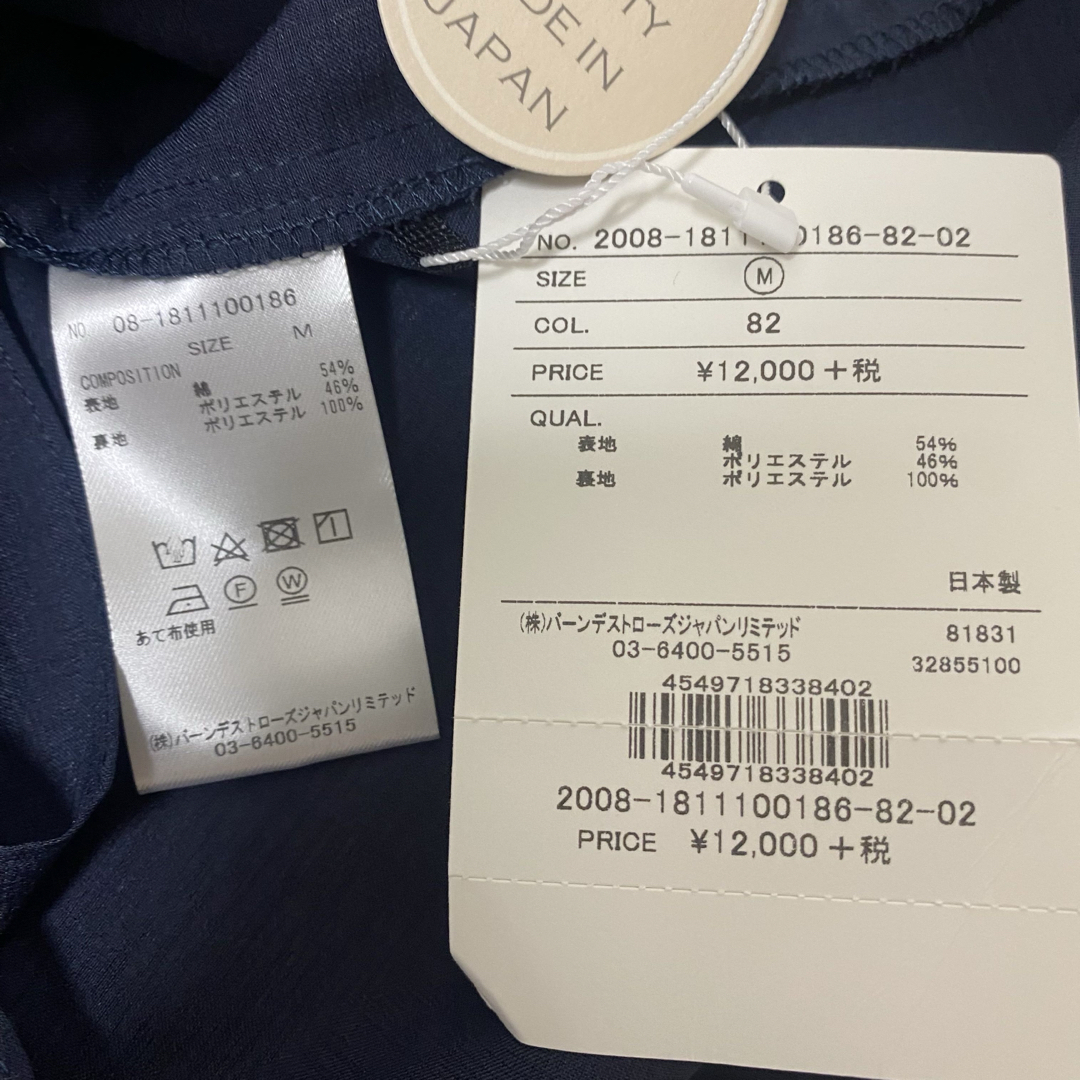 DE IN
JAPAN
NO. 08-1811100186
SIZE M
COMPOSITION
表地 綿 54%
ポリエステル 46%
裏地 ポリエステル 100%
F W
あて布使用
(株)バーンデストローズジャパンリミテッド
03-6400-5515
NO. 2008-1811 0186-82-02
SIZE M
COL. 82
PRICE ¥12,000+税
QUAL.
表地 綿 54%
ポリエステル 46%
裏地 ポリエステル 100%
日本製
(株)バーンデストローズジャパンリミテッド 81831
03-6400-5515 32855100
4549718338402
4549718338402
2008-1811100186-82-02
PRICE ¥12,000+税